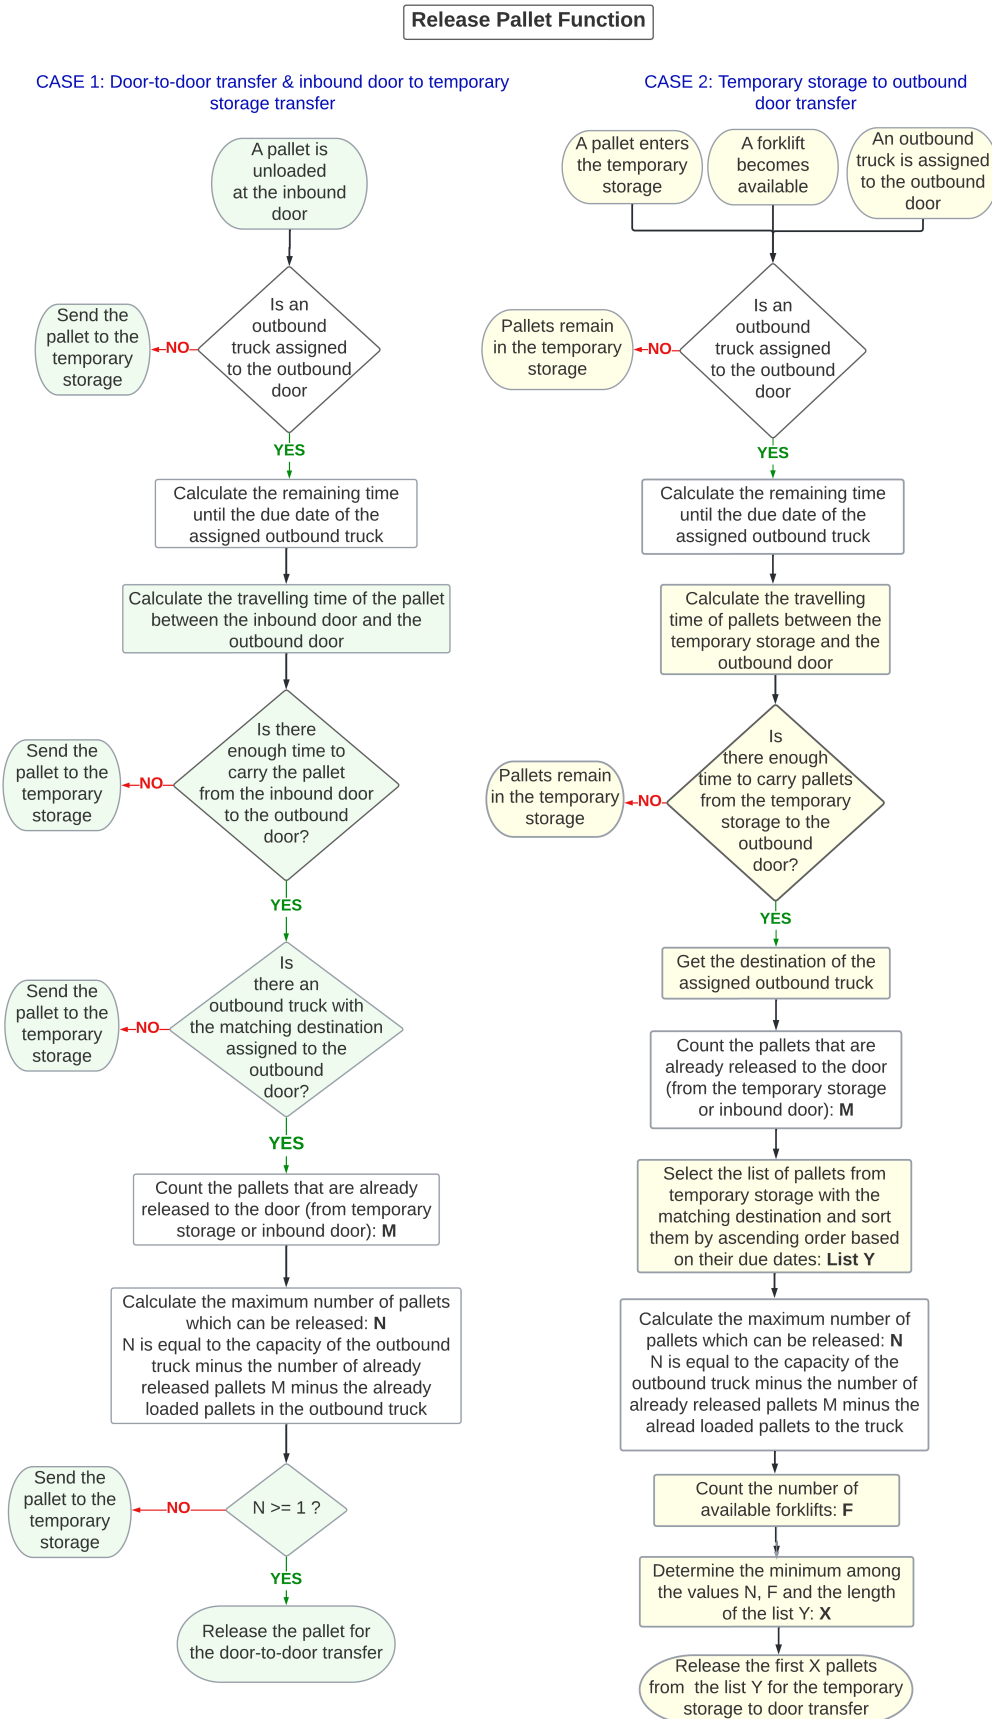 Release Pallet Function
CASE 1: Door-to-door transfer & inbound door to temporary
storage transfer
A pallet is
unloaded
at the inbound
door
Is an
outbound
truck assigned
to the outbound
door
NO
Send the
pallet to the
temporary
storage
YES
Calculate the remaining time
until the due date of the
assigned outbound truck
Calculate the travelling time of the pallet
between the inbound door and the
outbound door
Is there
enough time to
carry the pallet
from the inbound door
to the outbound
door?
NO
Send the
pallet to the
temporary
storage
YES
Is
there an
outbound truck with
the matching destination
assigned to the
outbound
door?
NO
Send the
pallet to the
temporary
storage
YES
Count the pallets that are already
released to the door (from temporary
storage or inbound door): M
Calculate the maximum number of pallets
which can be released: N
N is equal to the capacity of the outbound
truck minus the number of already
released pallets M minus the already
loaded pallets in the outbound truck
N >= 1 ?
NO
Send the
pallet to the
temporary
storage
YES
Release the pallet for
the door-to-door transfer
CASE 2: Temporary storage to outbound
door transfer
A pallet enters
the temporary
storage
A forklift
becomes
available
An outbound
truck is assigned
to the outbound
door
Is an
outbound
truck assigned
to the outbound
door
NO
Pallets remain
in the temporary
storage
YES
Calculate the remaining time
until the due date of the
assigned outbound truck
Calculate the travelling
time of pallets between the
temporary storage and the
outbound door
Is
there enough
time to carry pallets
from the temporary
storage to the
outbound
door?
NO
Pallets remain
in the temporary
storage
YES
Get the destination of the
assigned outbound truck
Count the pallets that are
already released to the door
(from the temporary storage
or inbound door): M
Select the list of pallets from
temporary storage with the
matching destination and sort
them by ascending order based
on their due dates: List Y
Calculate the maximum number of
pallets which can be released: N
N is equal to the capacity of the
outbound truck minus the number of
already released pallets M minus the
alread loaded pallets to the truck
Count the number of
available forklifts: F
Determine the minimum among
the values N, F and the length
of the list Y: X
Release the first X pallets
from the list Y for the temporary
storage to door transfer